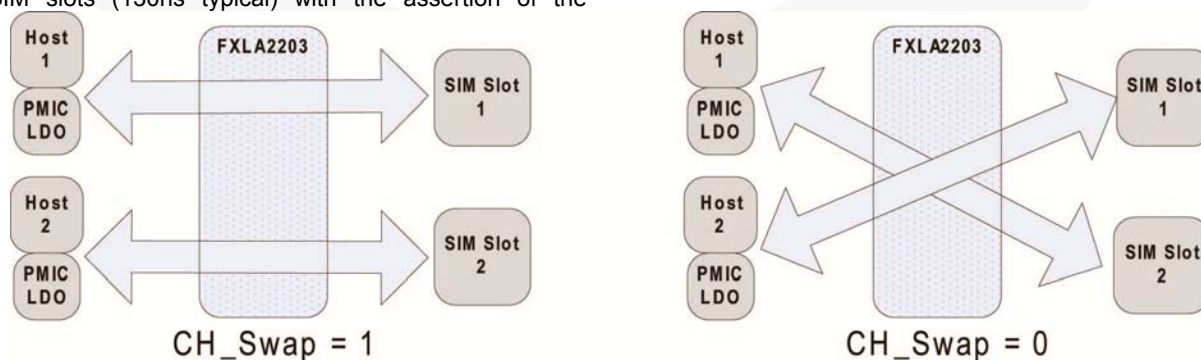 SIM slots (130ns typical) with the assertion of the
Host
1
PMIC
LDO
FXLA2203
SIM Slot
1
Host
2
PMIC
LDO
SIM Slot
2
CH_Swap = 1
Host
1
PMIC
LDO
FXLA2203
SIM Slot
1
Host
2
PMIC
LDO
SIM Slot
2
CH_Swap = 0